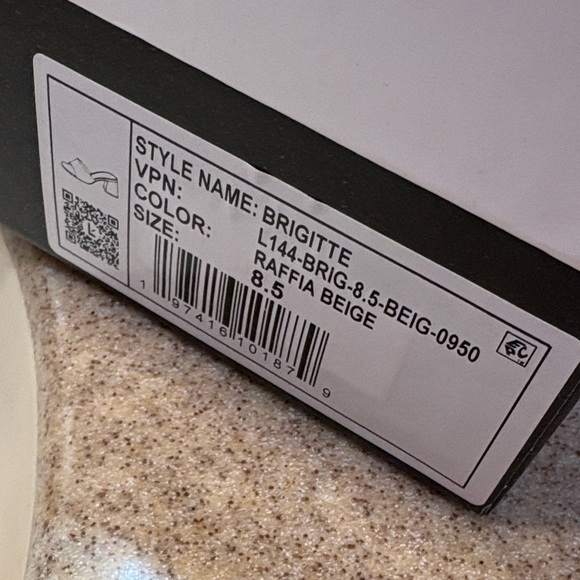 STYLE NAME: BRIGITTE
VPN: L144-BRIG-8.5-BEIG-0950
COLOR: RAFFIA BEIGE
SIZE: 8.5
1 97416 10187 9
L